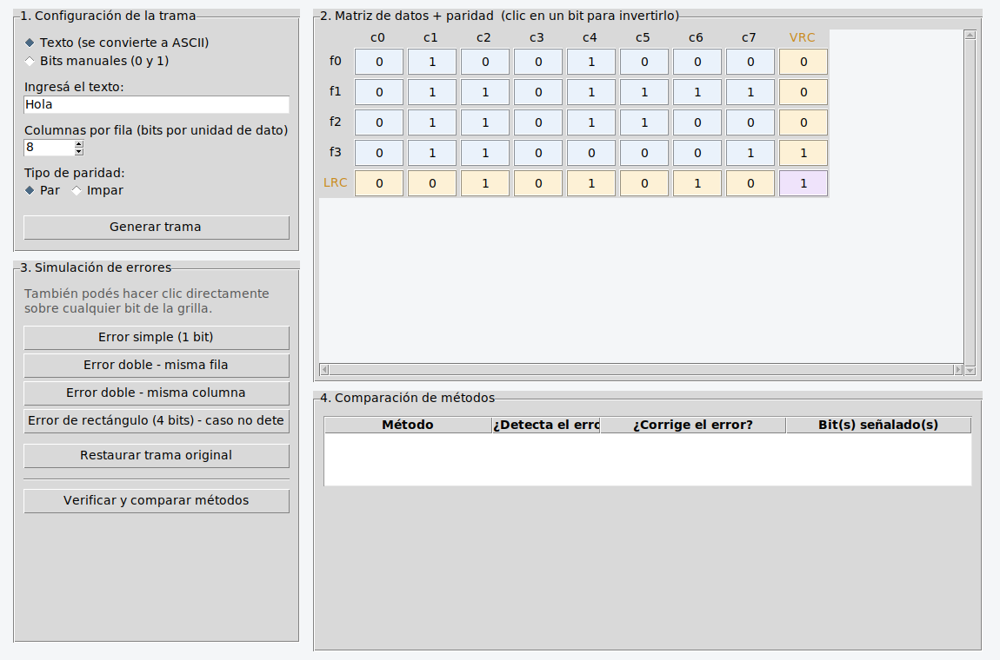 1. Configuración de la trama
Texto (se convierte a ASCII)
Bits manuales (0 y 1)
Ingresá el texto:
Hola
Columnas por fila (bits por unidad de dato)
8
Tipo de paridad:
Par Impar
Generar trama
3. Simulación de errores
También podés hacer clic directamente
sobre cualquier bit de la grilla.
Error simple (1 bit)
Error doble - misma fila
Error doble - misma columna
Error de rectángulo (4 bits) - caso no dete
Restaurar trama original
Verificar y comparar métodos
2. Matriz de datos + paridad (clic en un bit para invertirlo)
c0 c1 c2 c3 c4 c5 c6 c7 VRC
f0 0 1 0 0 1 0 0 0 0
f1 0 1 1 0 1 1 1 1 0
f2 0 1 1 0 1 1 0 0 0
f3 0 1 1 0 0 0 0 1 1
LRC 0 0 1 0 1 0 1 0 1
4. Comparación de métodos
Método ¿Detecta el errc ¿Corrige el error? Bit(s) señalado(s)